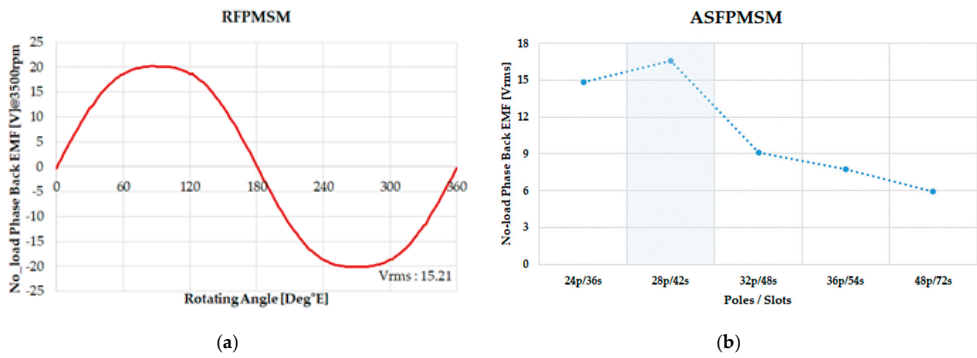 RFPMSM
No_load Phase Back EMF [V]@3500rpm
25
20
15
10
5
0
-5
-10
-15
-20
-25
0
60
120
180
240
300
360
Vrms : 15.21
Rotating Angle [Deg°E]
(a)
ASFPMSM
No-load Phase Back EMF [Vrms]
18
15
12
9
6
3
0
24p/36s
28p/42s
32p/48s
36p/54s
48p/72s
Poles / Slots
(b)